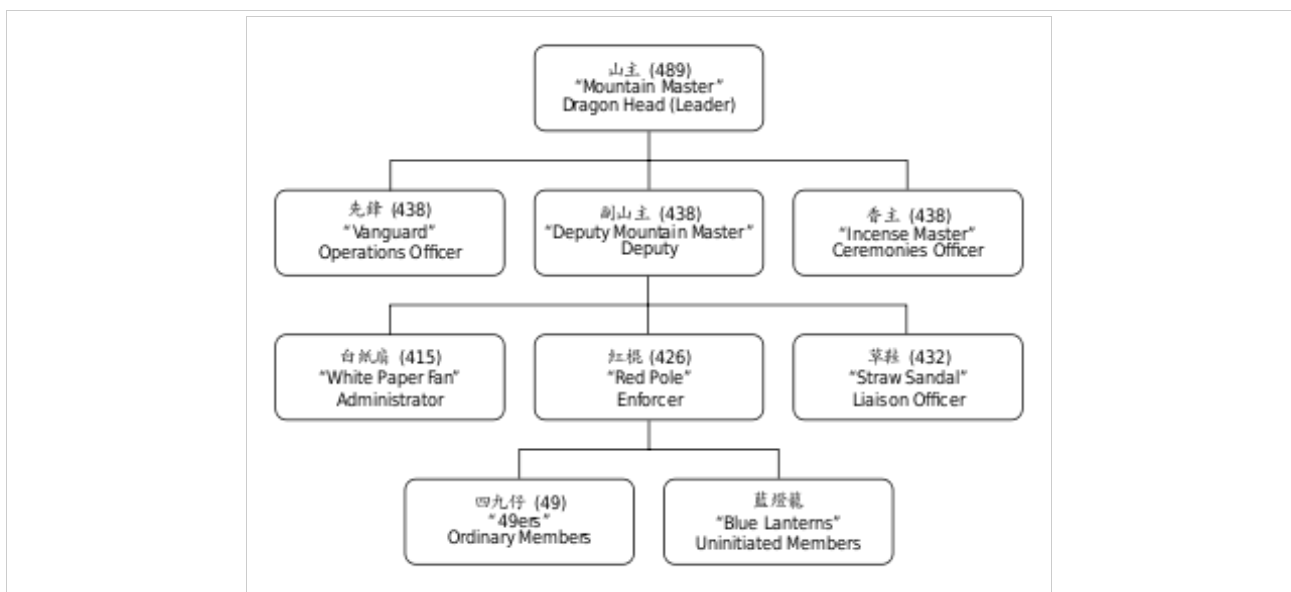 山主 (489)
“Mountain Master”
Dragon Head (Leader)
先鋒 (438)
“Vanguard”
Operations Officer
副山主 (438)
“Deputy Mountain Master”
Deputy
香主 (438)
“Incense Master”
Ceremonies Officer
白紙扇 (415)
“White Paper Fan”
Administrator
紅棍 (426)
“Red Pole”
Enforcer
草鞋 (432)
“Straw Sandal”
Liaison Officer
四九仔 (49)
“49ers”
Ordinary Members
藍燈籠
“Blue Lanterns”
Uninitiated Members